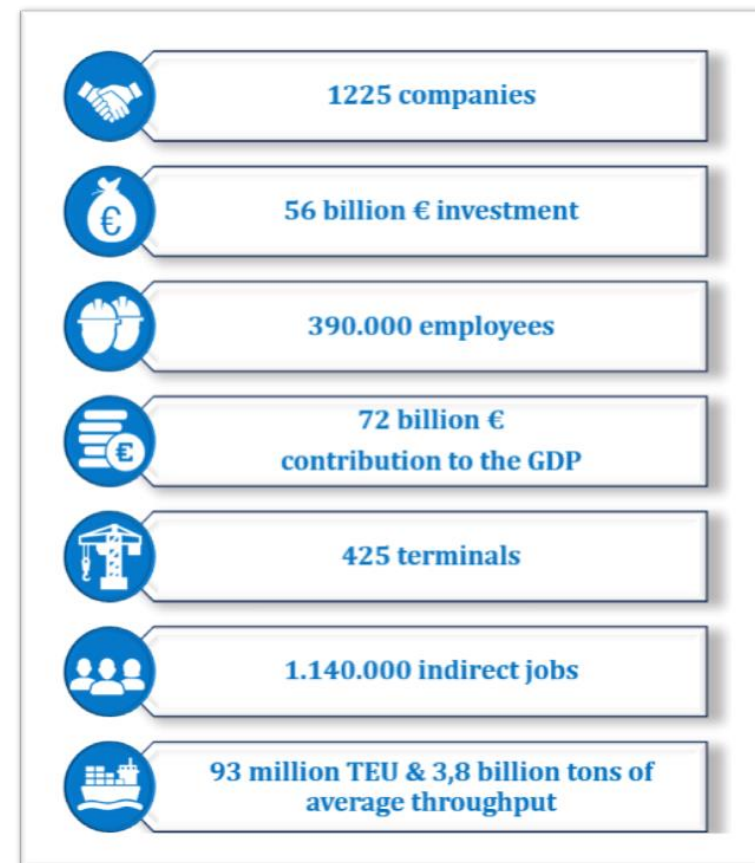 1225 companies
56 billion € investment
€
390.000 employees
72 billion €
contribution to the GDP
€
425 terminals
1.140.000 indirect jobs
93 million TEU & 3,8 billion tons of
average throughput